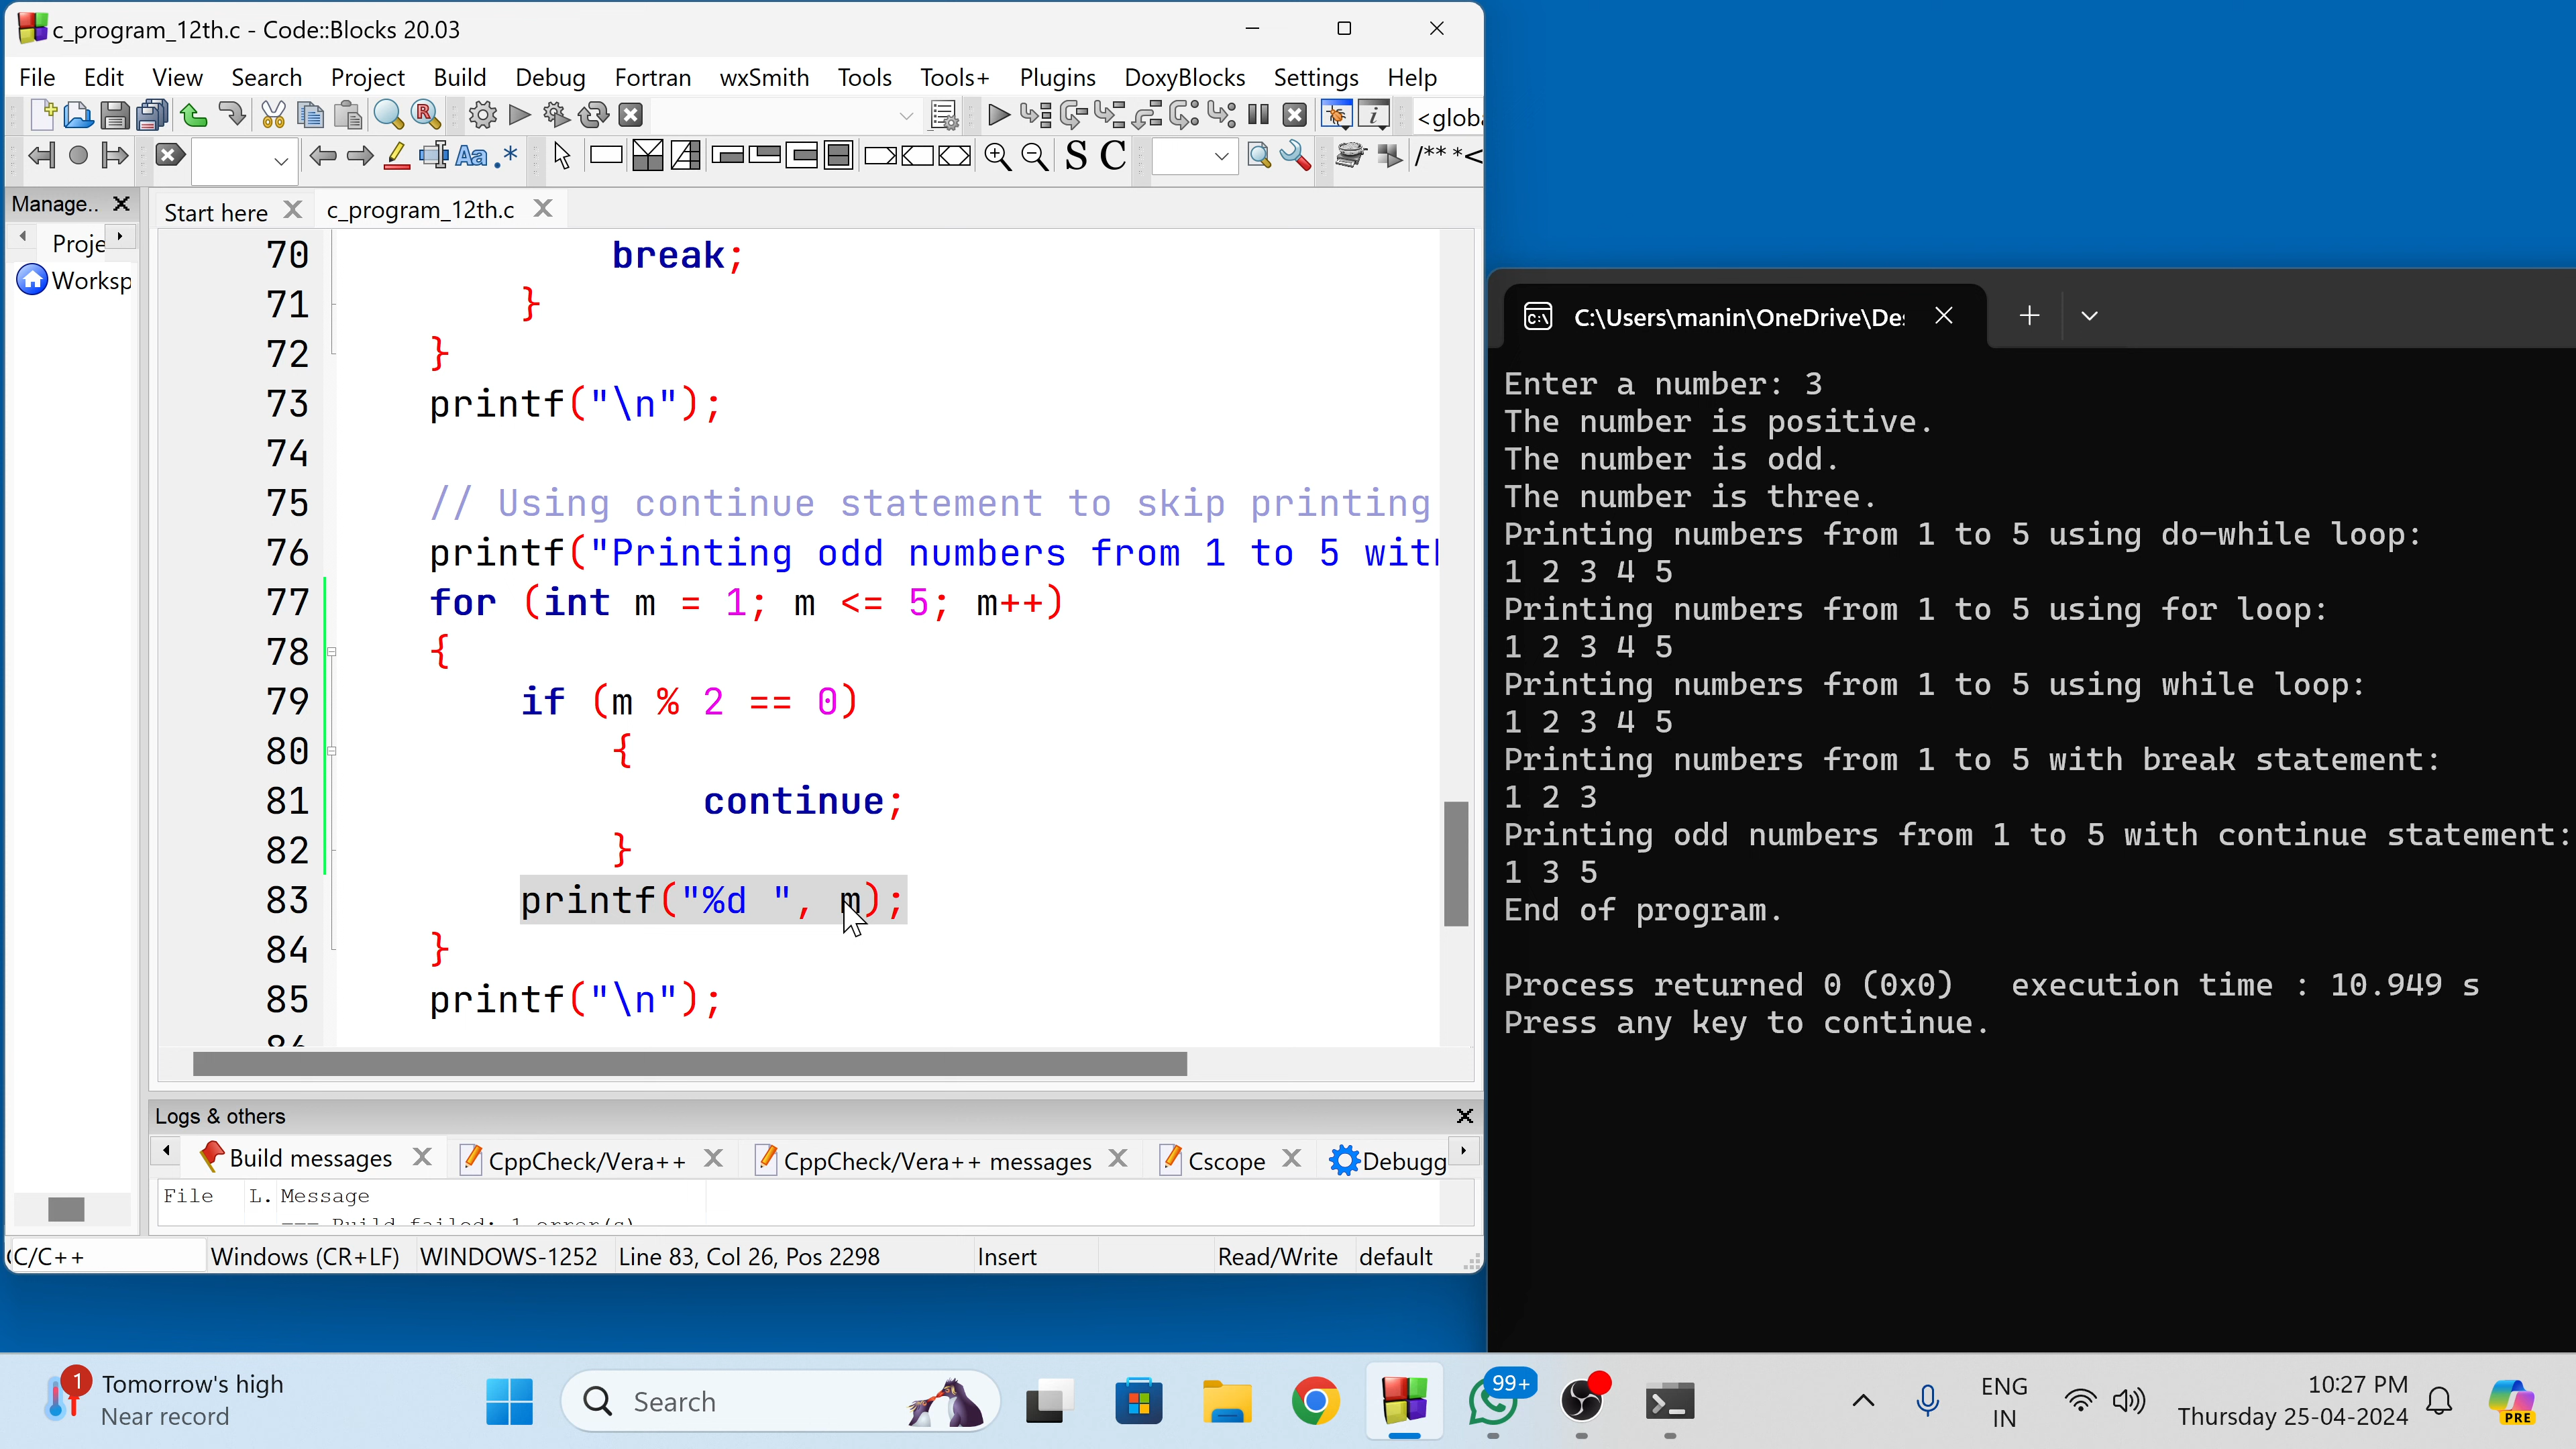 c_program_12th.c - Code::Blocks 20.03
File Edit View Search Project Build Debug Fortran wxSmith Tools Tools+ Plugins DoxyBlocks Settings Help
<globa
S C /** *<
Manage..
Start here c_program_12th.c
Proje
Worksp
70 break;
71 }
72 }
73 printf("\n");
74
75 // Using continue statement to skip printing
76 printf("Printing odd numbers from 1 to 5 with
77 for (int m = 1; m <= 5; m++)
78 {
79 if (m % 2 == 0)
80 {
81 continue;
82 }
83 printf("%d ", m);
84 }
85 printf("\n");
Logs & others
Build messages CppCheck/Vera++ CppCheck/Vera++ messages Cscope Debugg
File L. Message
C/C++ Windows (CR+LF) WINDOWS-1252 Line 83, Col 26, Pos 2298 Insert Read/Write default
C:\Users\manin\OneDrive\Des
Enter a number: 3
The number is positive.
The number is odd.
The number is three.
Printing numbers from 1 to 5 using do-while loop:
1 2 3 4 5
Printing numbers from 1 to 5 using for loop:
1 2 3 4 5
Printing numbers from 1 to 5 using while loop:
1 2 3 4 5
Printing numbers from 1 to 5 with break statement:
1 2 3
Printing odd numbers from 1 to 5 with continue statement:
1 3 5
End of program.
Process returned 0 (0x0) execution time : 10.949 s
Press any key to continue.
1 Tomorrow's high
Near record
Search
99+
ENG
IN
10:27 PM
Thursday 25-04-2024
PRE